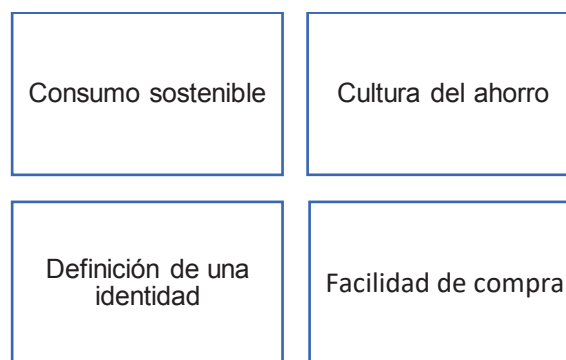 Consumo sostenible
Cultura del ahorro
Definición de una
identidad
Facilidad de compra